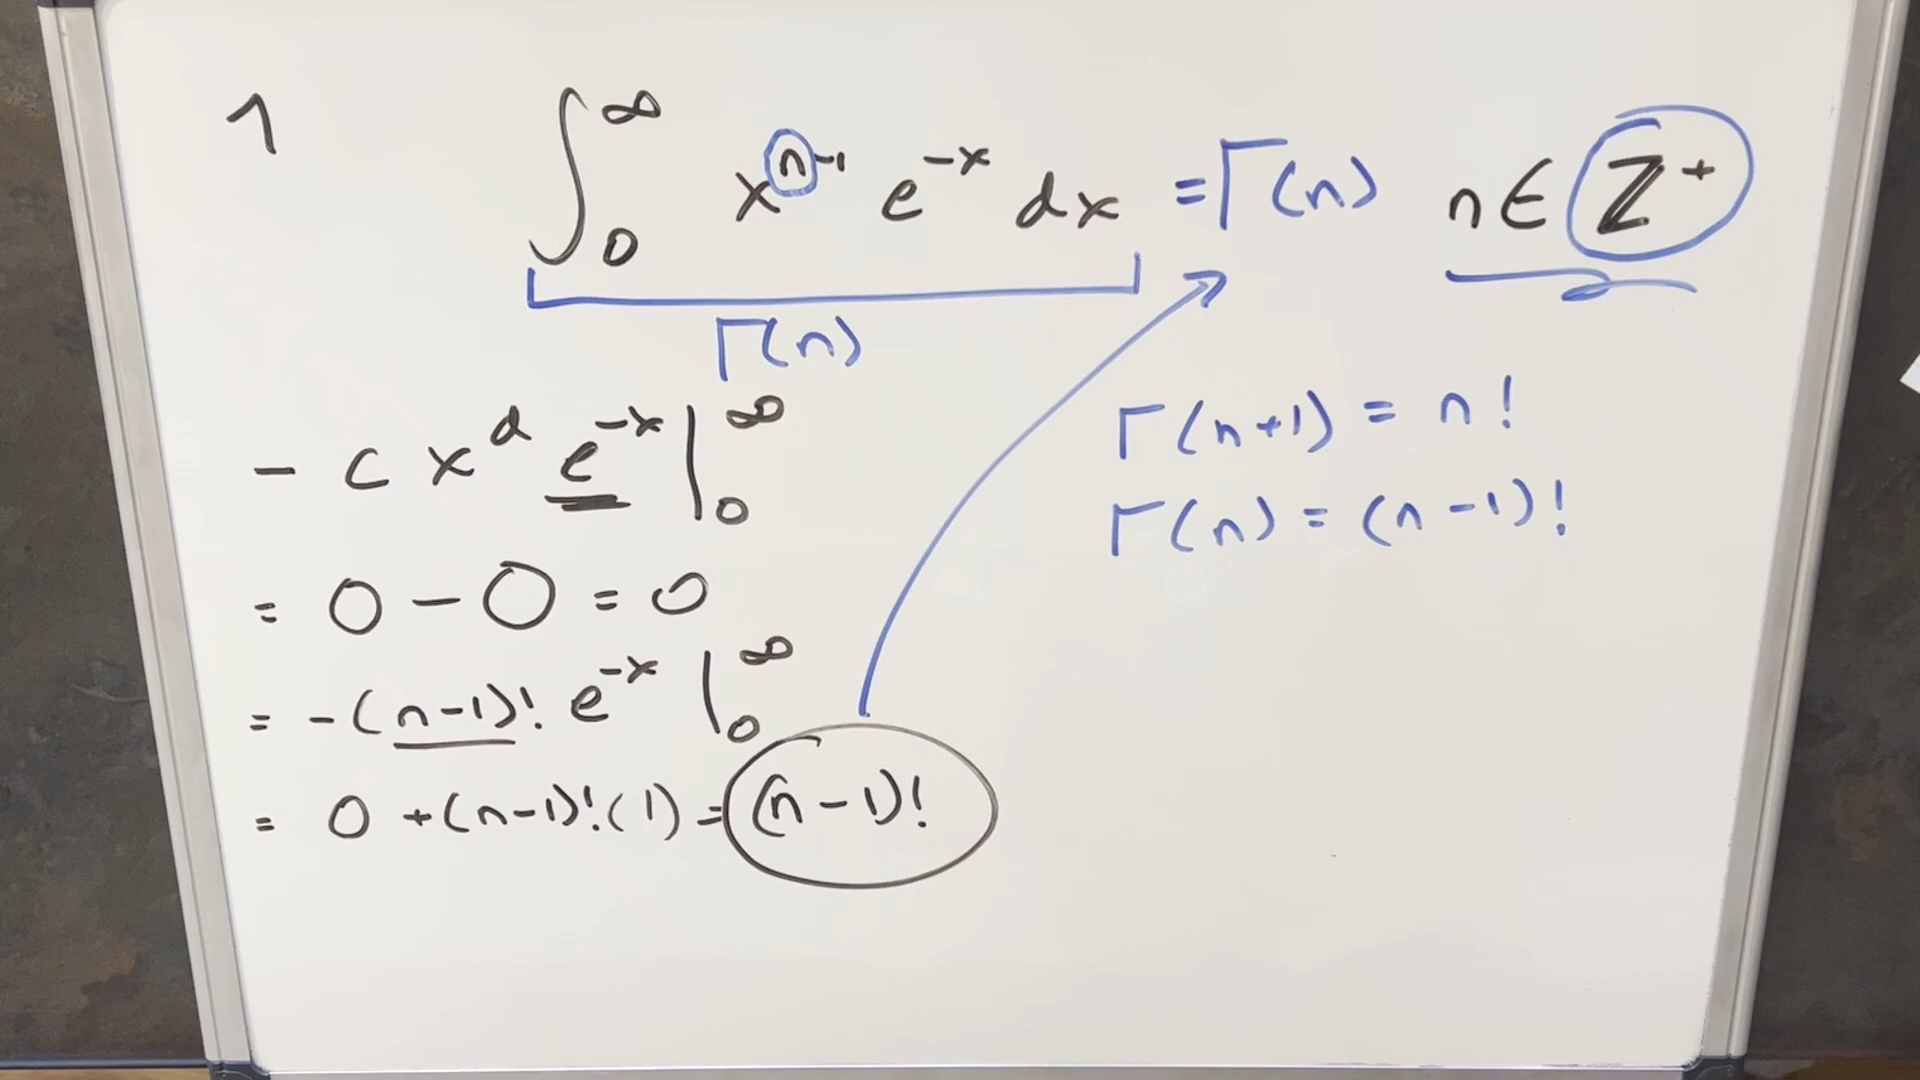 1
∫₀^∞ x^(n-1) e^(-x) dx = Γ(n) n ∈ ℤ⁺
Γ(n)
- c x^d e^(-x) |₀^∞
= 0 - 0 = 0
= -(n-1)! e^(-x) |₀^∞
= 0 + (n-1)! (1) = (n-1)!
Γ(n+1) = n!
Γ(n) = (n-1)!